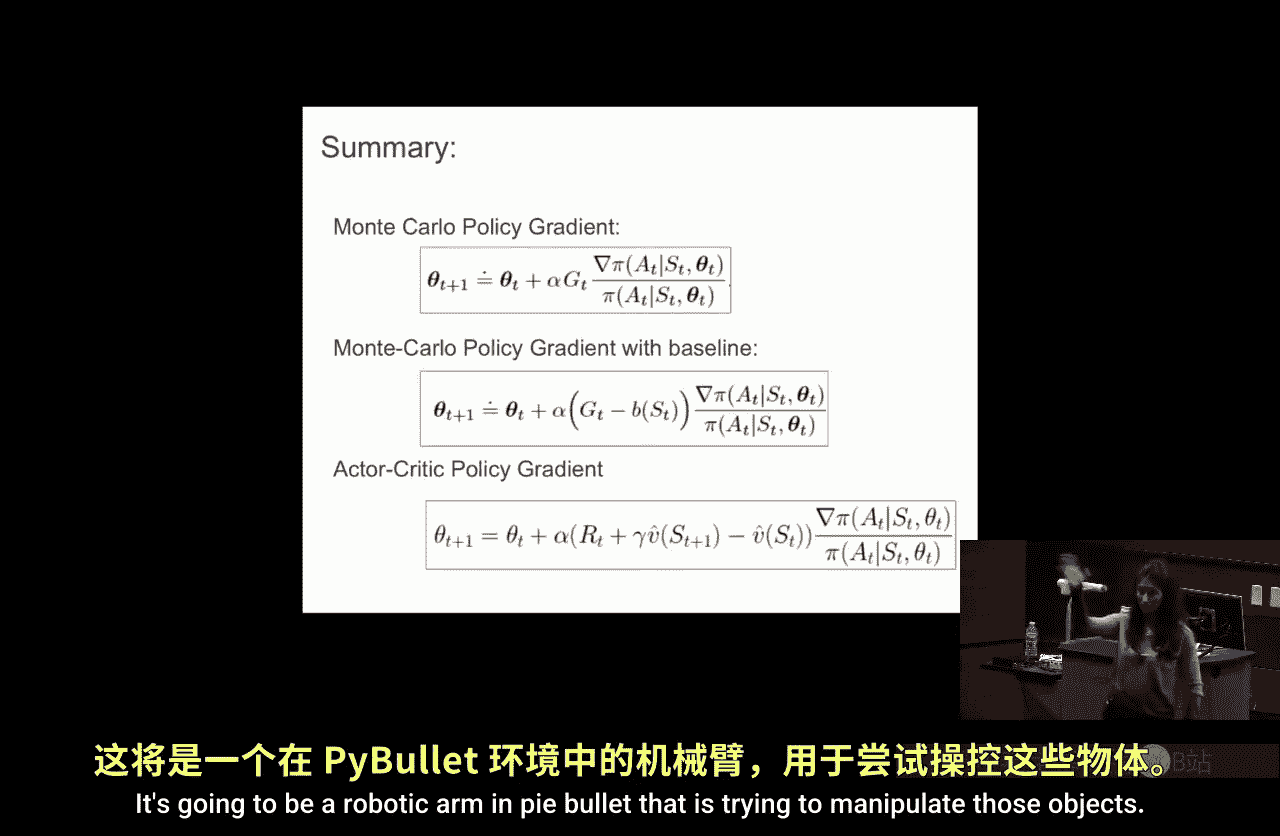 Summary:
Monte Carlo Policy Gradient:
θ_{t+1} ≐ θ_t + αG_t ∇π(A_t|S_t, θ_t) / π(A_t|S_t, θ_t).
Monte-Carlo Policy Gradient with baseline:
θ_{t+1} ≐ θ_t + α(G_t − b(S_t)) ∇π(A_t|S_t, θ_t) / π(A_t|S_t, θ_t)
Actor-Critic Policy Gradient
θ_{t+1} = θ_t + α(R_t + γv̂(S_{t+1}) − v̂(S_t)) ∇π(A_t|S_t, θ_t) / π(A_t|S_t, θ_t)
这将是一个在 PyBullet 环境中的机械臂，用于尝试操控这些物体。
B站
It's going to be a robotic arm in pie bullet that is trying to manipulate those objects.